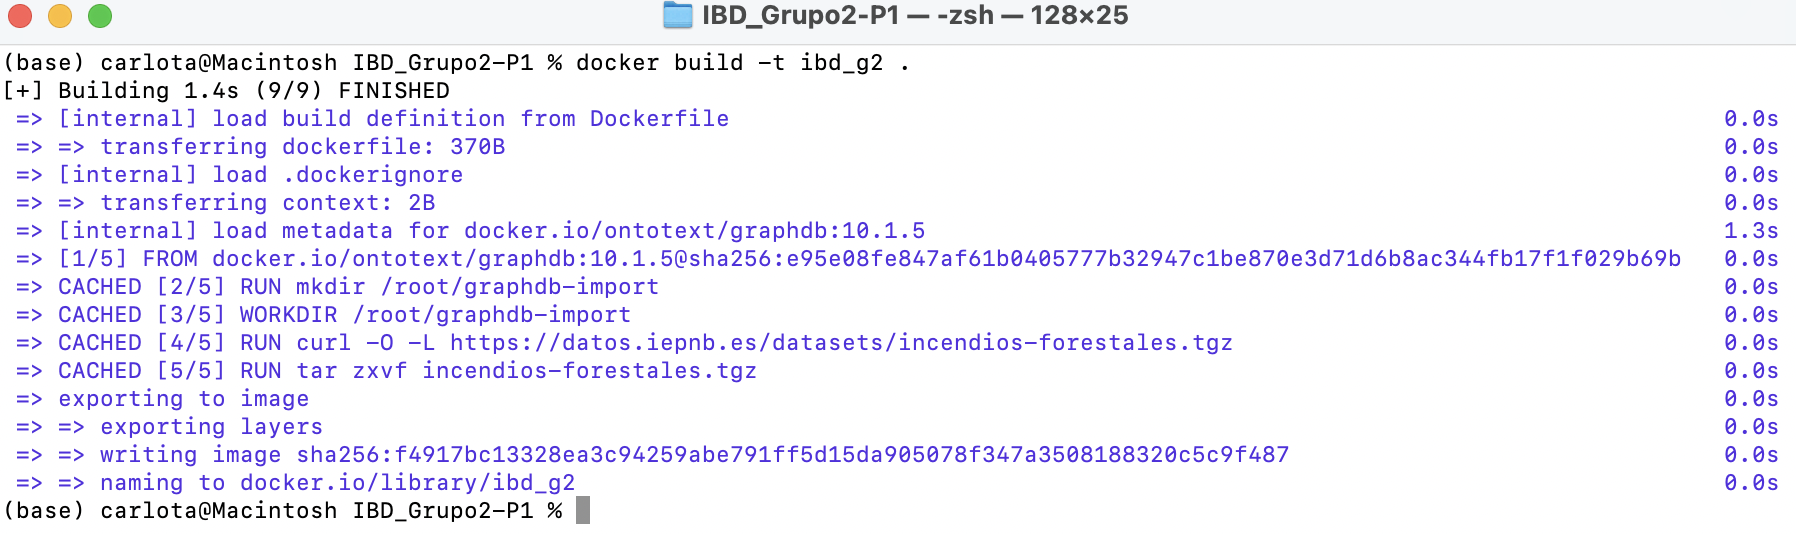 IBD_Grupo2-P1 — -zsh — 128×25
(base) carlota@Macintosh IBD_Grupo2-P1 % docker build -t ibd_g2 .
[+] Building 1.4s (9/9) FINISHED
=> [internal] load build definition from Dockerfile 0.0s
=> => transferring dockerfile: 370B 0.0s
=> [internal] load .dockerignore 0.0s
=> => transferring context: 2B 0.0s
=> [internal] load metadata for docker.io/ontotext/graphdb:10.1.5 1.3s
=> [1/5] FROM docker.io/ontotext/graphdb:10.1.5@sha256:e95e08fe847af61b0405777b32947c1be870e3d71d6b8ac344fb17f1f029b69b 0.0s
=> CACHED [2/5] RUN mkdir /root/graphdb-import 0.0s
=> CACHED [3/5] WORKDIR /root/graphdb-import 0.0s
=> CACHED [4/5] RUN curl -O -L https://datos.iepnb.es/datasets/incendios-forestales.tgz 0.0s
=> CACHED [5/5] RUN tar zxvf incendios-forestales.tgz 0.0s
=> exporting to image 0.0s
=> => exporting layers 0.0s
=> => writing image sha256:f4917bc13328ea3c94259abe791ff5d15da905078f347a3508188320c5c9f487 0.0s
=> => naming to docker.io/library/ibd_g2 0.0s
(base) carlota@Macintosh IBD_Grupo2-P1 %